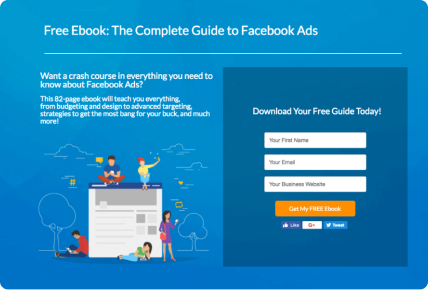 Free Ebook: The Complete Guide to Facebook Ads
Want a crash course in everything you need to
know about Facebook Ads?
This 82-page ebook will teach you everything,
from budgeting and design to advanced targeting,
strategies to get the most bang for your buck, and much
more!
Download Your Free Guide Today!
Your First Name
Your Email
Your Business Website
Get My FREE Ebook
Like
G+
Tweet
#